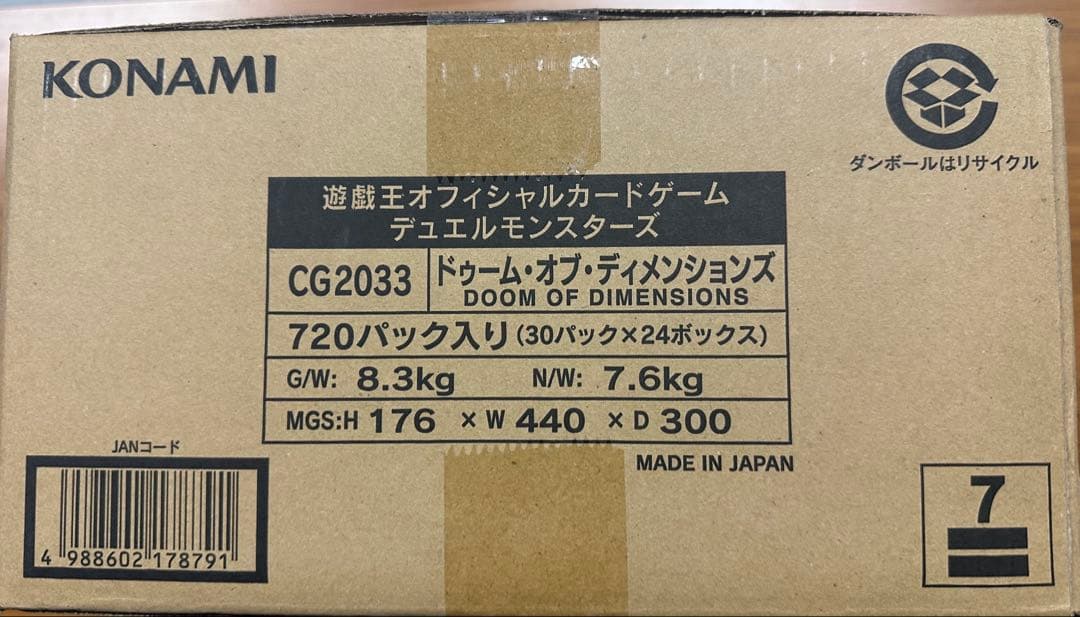 KONAMI
ダンボールはリサイクル
遊戯王オフィシャルカードゲーム
デュエルモンスターズ
CG2033
ドゥーム・オブ・ディメンションズ
DOOM OF DIMENSIONS
720パック入り(30パック×24ボックス)
G/W: 8.3kg N/W: 7.6kg
MGS:H 176 × W 440 × D 300
MADE IN JAPAN
JANコード
4 988602 178791
7